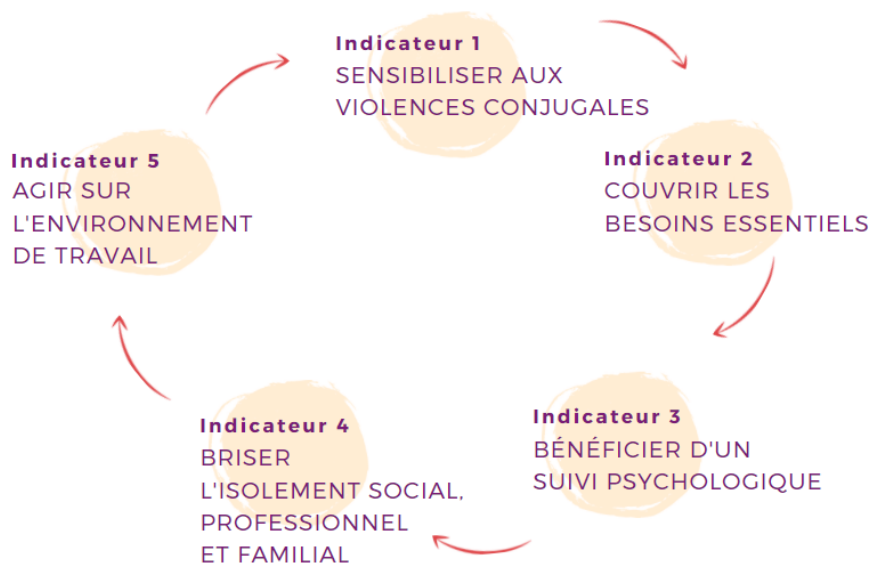 Indicateur 1
SENSIBILISER AUX
VIOLENCES CONJUGALES
Indicateur 2
COUVRIR LES
BESOINS ESSENTIELS
Indicateur 3
BÉNÉFICIER D'UN
SUIVI PSYCHOLOGIQUE
Indicateur 4
BRISER
L'ISOLEMENT SOCIAL,
PROFESSIONNEL
ET FAMILIAL
Indicateur 5
AGIR SUR
L'ENVIRONNEMENT
DE TRAVAIL